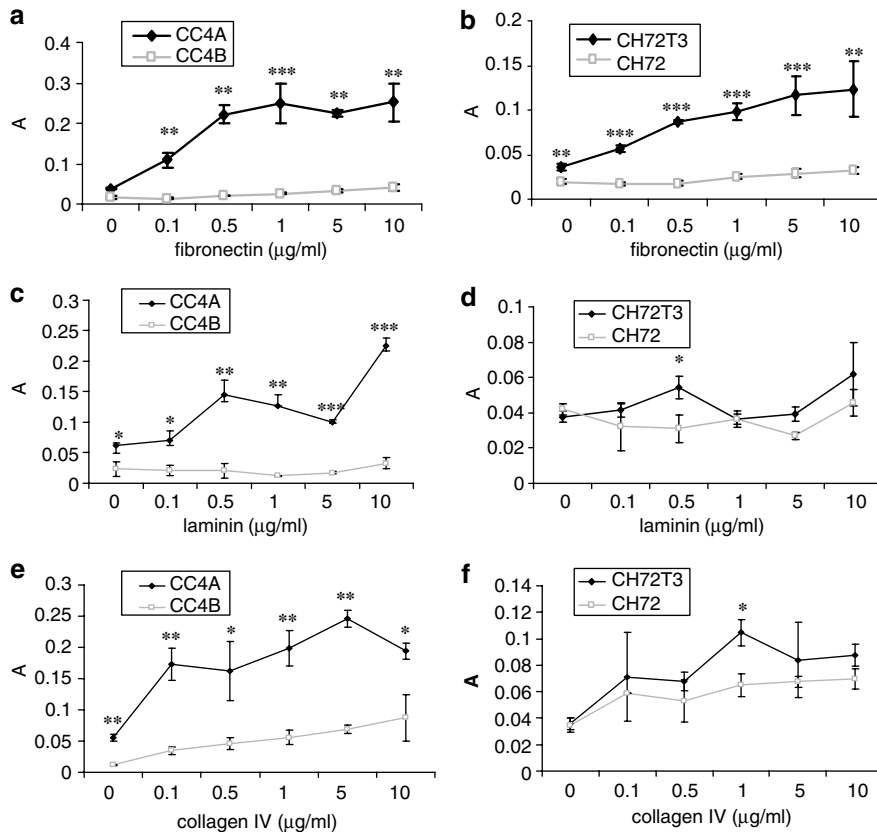 a
CC4A
CC4B
0.4
0.3
0.2
0.1
0
A
** ** *** ** **
0 0.1 0.5 1 5 10
fibronectin (µg/ml)
b
CH72T3
CH72
0.2
0.15
0.1
0.05
0
A
** *** *** *** *** **
0 0.1 0.5 1 5 10
fibronectin (µg/ml)
c
CC4A
CC4B
0.3
0.25
0.2
0.15
0.1
0.05
0
A
* * ** ** *** ***
0 0.1 0.5 1 5 10
laminin (µg/ml)
d
CH72T3
CH72
0.1
0.08
0.06
0.04
0.02
0
A
*
0 0.1 0.5 1 5 10
laminin (µg/ml)
e
CC4A
CC4B
0.3
0.25
0.2
0.15
0.1
0.05
0
A
** ** * ** ** *
0 0.1 0.5 1 5 10
collagen IV (µg/ml)
f
CH72T3
CH72
0.14
0.12
0.1
0.08
0.06
0.04
0.02
0
A
*
0 0.1 0.5 1 5 10
collagen IV (µg/ml)